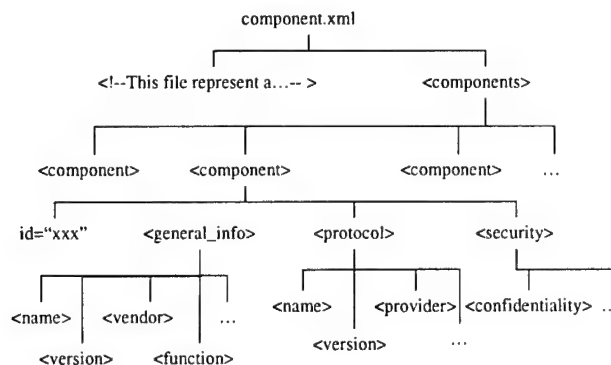 component.xml
<!--This file represent a...-- > <components>
<component> <component> <component> ...
id="xxx" <general_info> <protocol> <security>
<name> <vendor> ... <name> <provider> ... <confidentiality> ...
<version> <function> <version> ...